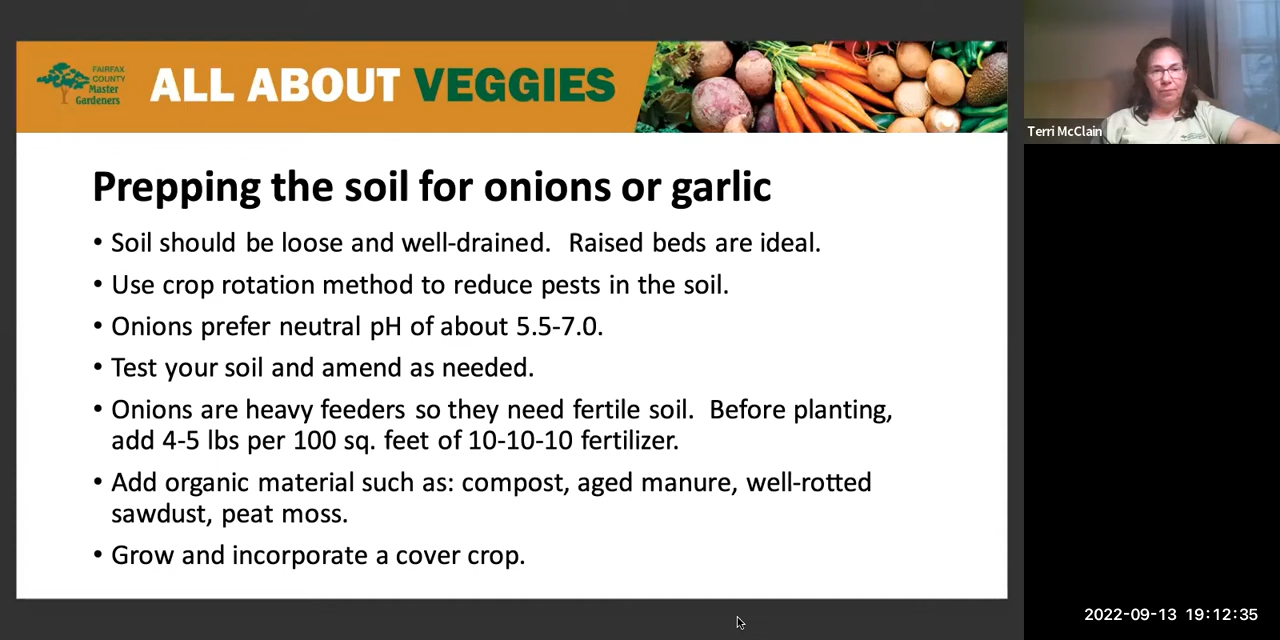 FAIRFAX
COUNTY
Master
Gardeners
ALL ABOUT VEGGIES
Terri McClain
Prepping the soil for onions or garlic
• Soil should be loose and well-drained.  Raised beds are ideal.
• Use crop rotation method to reduce pests in the soil.
• Onions prefer neutral pH of about 5.5-7.0.
• Test your soil and amend as needed.
• Onions are heavy feeders so they need fertile soil.  Before planting,
add 4-5 lbs per 100 sq. feet of 10-10-10 fertilizer.
• Add organic material such as: compost, aged manure, well-rotted
sawdust, peat moss.
• Grow and incorporate a cover crop.
2022-09-13 19:12:35